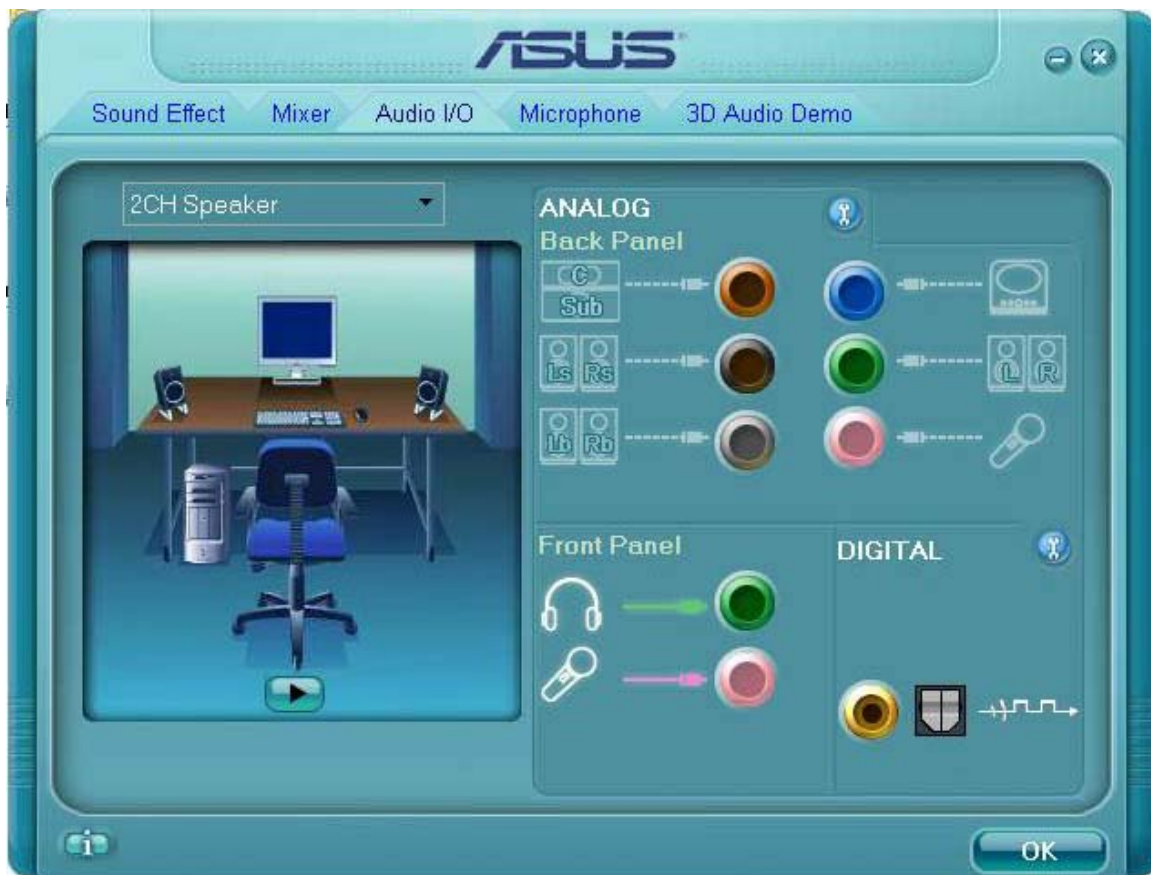 ASUS
Sound Effect Mixer Audio I/O Microphone 3D Audio Demo
2CH Speaker
ANALOG
Back Panel
C
Sub
Ls Rs
L R
Lb Rb
Front Panel
DIGITAL
i
OK